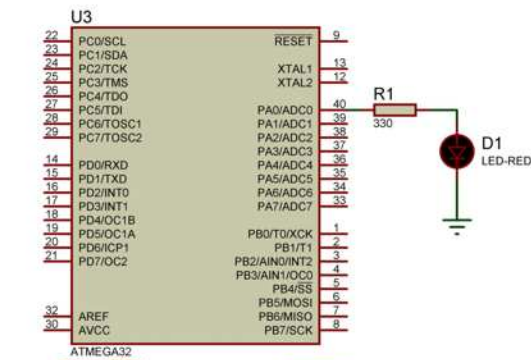 U3
22 PC0/SCL RESET 9
23 PC1/SDA
24 PC2/TCK XTAL1 13
25 PC3/TMS XTAL2 12
26 PC4/TDO
27 PC5/TDI PA0/ADC0 40
28 PC6/TOSC1 PA1/ADC1 39
29 PC7/TOSC2 PA2/ADC2 38
PA3/ADC3 37
14 PD0/RXD PA4/ADC4 36
15 PD1/TXD PA5/ADC5 35
16 PD2/INT0 PA6/ADC6 34
17 PD3/INT1 PA7/ADC7 33
18 PD4/OC1B
19 PD5/OC1A PB0/T0/XCK 1
20 PD6/ICP1 PB1/T1 2
21 PD7/OC2 PB2/AIN0/INT2 3
PB3/AIN1/OC0 4
PB4/SS 5
PB5/MOSI 6
32 AREF PB6/MISO 7
30 AVCC PB7/SCK 8
ATMEGA32
R1
330
D1
LED-RED